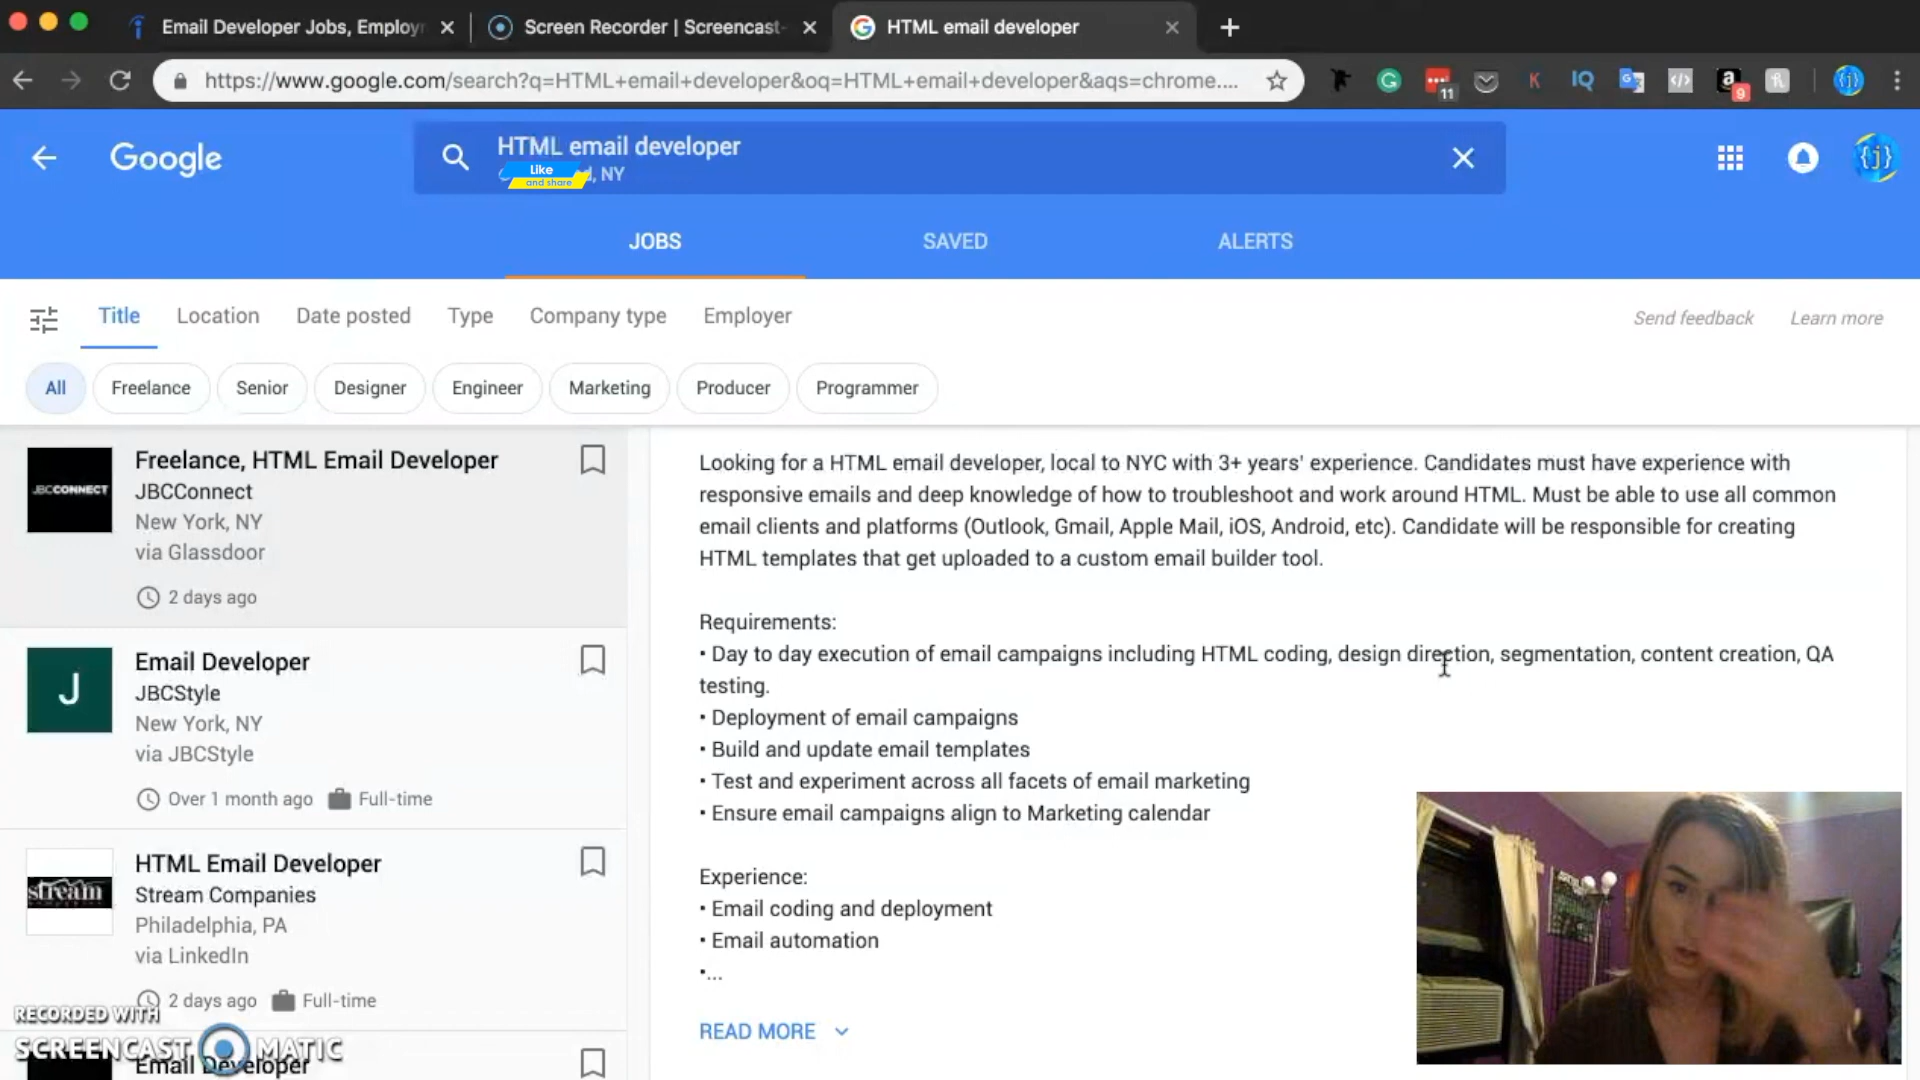 Email Developer Jobs, Employ
Screen Recorder | Screencast-
HTML email developer
https://www.google.com/search?q=HTML+email+developer&oq=HTML+email+developer&aqs=chrome....
11
K
IQ
a
9
{j}
Google
HTML email developer
Like
and share
, NY
{j}
JOBS
SAVED
ALERTS
Title
Location
Date posted
Type
Company type
Employer
Send feedback
Learn more
All
Freelance
Senior
Designer
Engineer
Marketing
Producer
Programmer
JBCCONNECT
Freelance, HTML Email Developer
JBCConnect
New York, NY
via Glassdoor
2 days ago
J
Email Developer
JBCStyle
New York, NY
via JBCStyle
Over 1 month ago
Full-time
stream
HTML Email Developer
Stream Companies
Philadelphia, PA
via LinkedIn
2 days ago
Full-time
Email Developer
Looking for a HTML email developer, local to NYC with 3+ years' experience. Candidates must have experience with
responsive emails and deep knowledge of how to troubleshoot and work around HTML. Must be able to use all common
email clients and platforms (Outlook, Gmail, Apple Mail, iOS, Android, etc). Candidate will be responsible for creating
HTML templates that get uploaded to a custom email builder tool.
Requirements:
• Day to day execution of email campaigns including HTML coding, design direction, segmentation, content creation, QA
testing.
• Deployment of email campaigns
• Build and update email templates
• Test and experiment across all facets of email marketing
• Ensure email campaigns align to Marketing calendar
Experience:
• Email coding and deployment
• Email automation
•...
READ MORE
RECORDED WITH
SCREENCAST MATIC